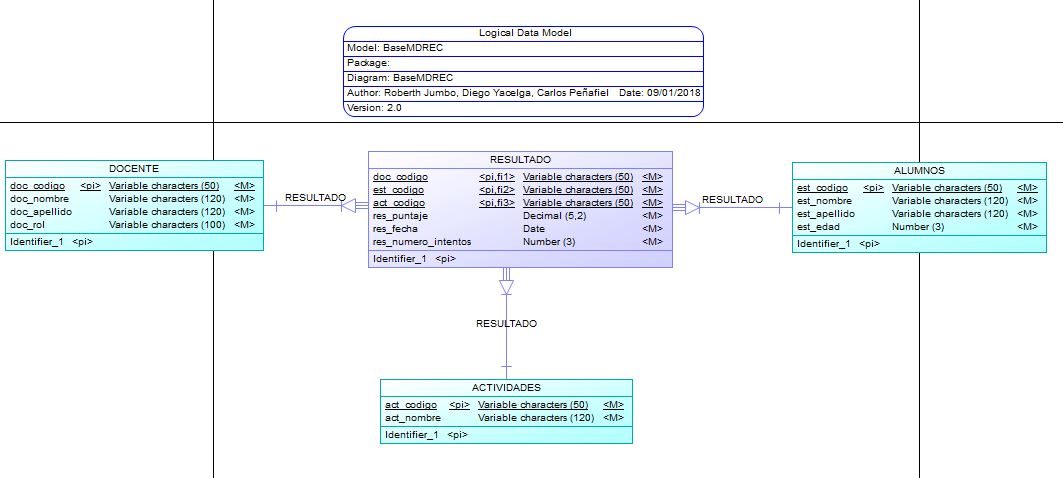 Logical Data Model
Model: BaseMDREC
Package:
Diagram: BaseMDREC
Author: Roberth Jumbo, Diego Yacelga, Carlos Peñafiel Date: 09/01/2018
Version: 2.0
DOCENTE
doc_codigo <pi> Variable characters (50) <M>
doc_nombre Variable characters (120) <M>
doc_apellido Variable characters (120) <M>
doc_rol Variable characters (100) <M>
Identifier_1 <pi>
RESULTADO
RESULTADO
doc_codigo <pi,fi1> Variable characters (50) <M>
est_codigo <pi,fi2> Variable characters (50) <M>
act_codigo <pi,fi3> Variable characters (50) <M>
res_puntaje Decimal (5,2) <M>
res_fecha Date <M>
res_numero_intentos Number (3) <M>
Identifier_1 <pi>
RESULTADO
ALUMNOS
est_codigo <pi> Variable characters (50) <M>
est_nombre Variable characters (120) <M>
est_apellido Variable characters (120) <M>
est_edad Number (3) <M>
Identifier_1 <pi>
RESULTADO
ACTIVIDADES
act_codigo <pi> Variable characters (50) <M>
act_nombre Variable characters (120) <M>
Identifier_1 <pi>